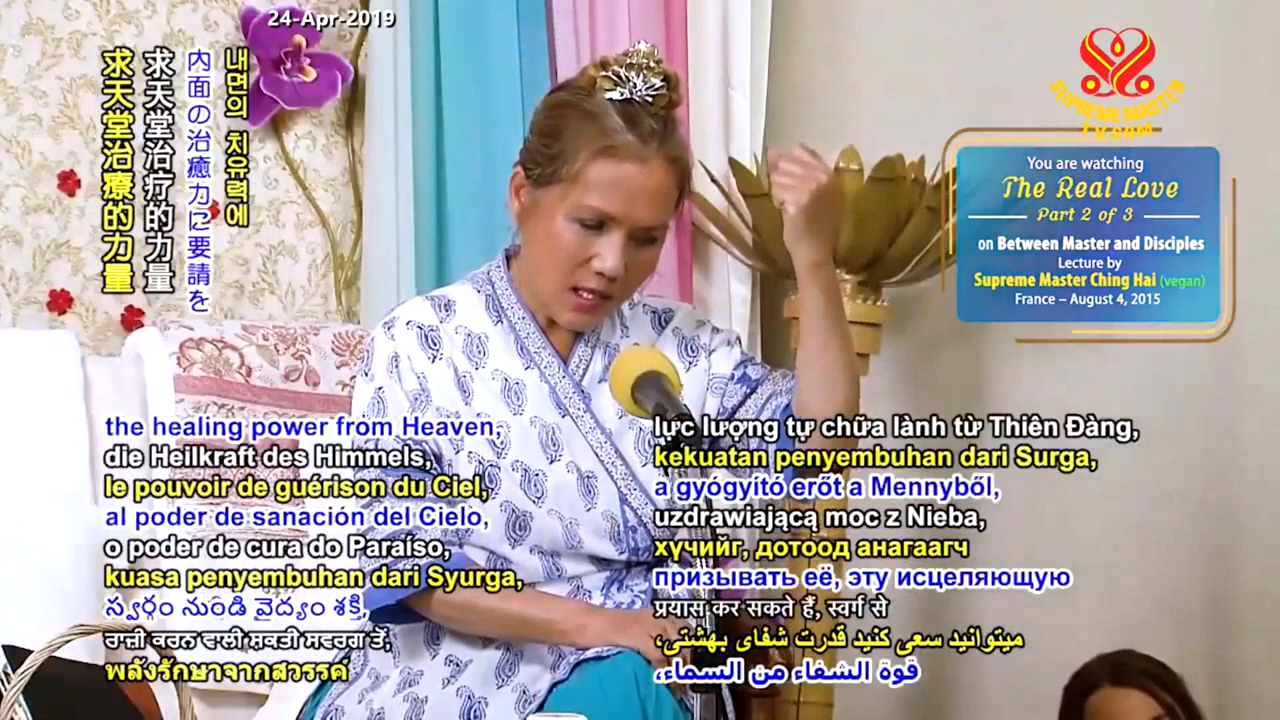 24-Apr-2019
내면의 치유력에
内面の治癒力に要請を
求天堂治疗的力量
求天堂治療的力量
SUPREME MASTER
TV.COM
You are watching
The Real Love
Part 2 of 3
on Between Master and Disciples
Lecture by
Supreme Master Ching Hai (vegan)
France – August 4, 2015
the healing power from Heaven,
die Heilkraft des Himmels,
le pouvoir de guérison du Ciel,
al poder de sanación del Cielo,
o poder de cura do Paraíso,
kuasa penyembuhan dari Syurga,
స్వర్గం నుండి వైద్యం శక్తి,
ਰਾਜ਼ੀ ਕਰਨ ਵਾਲੀ ਸ਼ਕਤੀ ਸਵਰਗ ਤੋਂ,
พลังรักษาจากสวรรค์
lực lượng tự chữa lành từ Thiên Đàng,
kekuatan penyembuhan dari Surga,
a gyógyító erőt a Mennyből,
uzdrawiającą moc z Nieba,
хүчийг, дотоод анагаагч
призывать её, эту исцеляющую
प्रयास कर सकते हैं, स्वर्ग से
میتوانید سعی کنید قدرت شفای بهشتی،
قوة الشفاء من السماء،